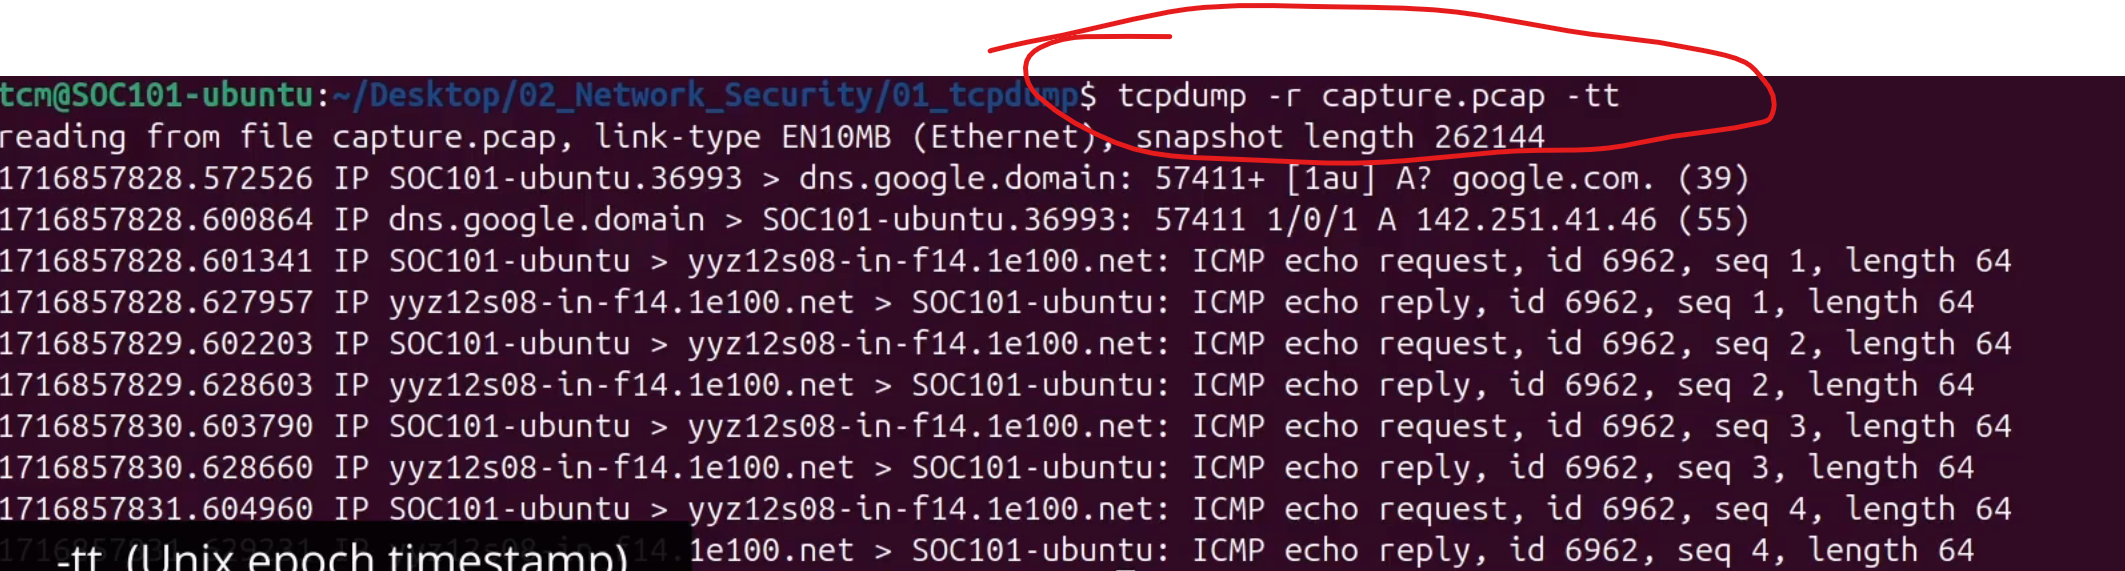 tcm@SOC101-ubuntu:~/Desktop/02_Network_Security/01_tcpdump$ tcpdump -r capture.pcap -tt
reading from file capture.pcap, link-type EN10MB (Ethernet), snapshot length 262144
1716857828.572526 IP SOC101-ubuntu.36993 > dns.google.domain: 57411+ [1au] A? google.com. (39)
1716857828.600864 IP dns.google.domain > SOC101-ubuntu.36993: 57411 1/0/1 A 142.251.41.46 (55)
1716857828.601341 IP SOC101-ubuntu > yyz12s08-in-f14.1e100.net: ICMP echo request, id 6962, seq 1, length 64
1716857828.627957 IP yyz12s08-in-f14.1e100.net > SOC101-ubuntu: ICMP echo reply, id 6962, seq 1, length 64
1716857829.602203 IP SOC101-ubuntu > yyz12s08-in-f14.1e100.net: ICMP echo request, id 6962, seq 2, length 64
1716857829.628603 IP yyz12s08-in-f14.1e100.net > SOC101-ubuntu: ICMP echo reply, id 6962, seq 2, length 64
1716857830.603790 IP SOC101-ubuntu > yyz12s08-in-f14.1e100.net: ICMP echo request, id 6962, seq 3, length 64
1716857830.628660 IP yyz12s08-in-f14.1e100.net > SOC101-ubuntu: ICMP echo reply, id 6962, seq 3, length 64
1716857831.604960 IP SOC101-ubuntu > yyz12s08-in-f14.1e100.net: ICMP echo request, id 6962, seq 4, length 64
1e100.net > SOC101-ubuntu: ICMP echo reply, id 6962, seq 4, length 64
-tt (Unix epoch timestamp)